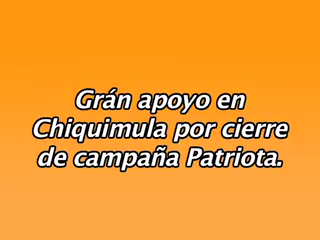 Grán apoyo en
Chiquimula por cierre
de campaña Patriota.